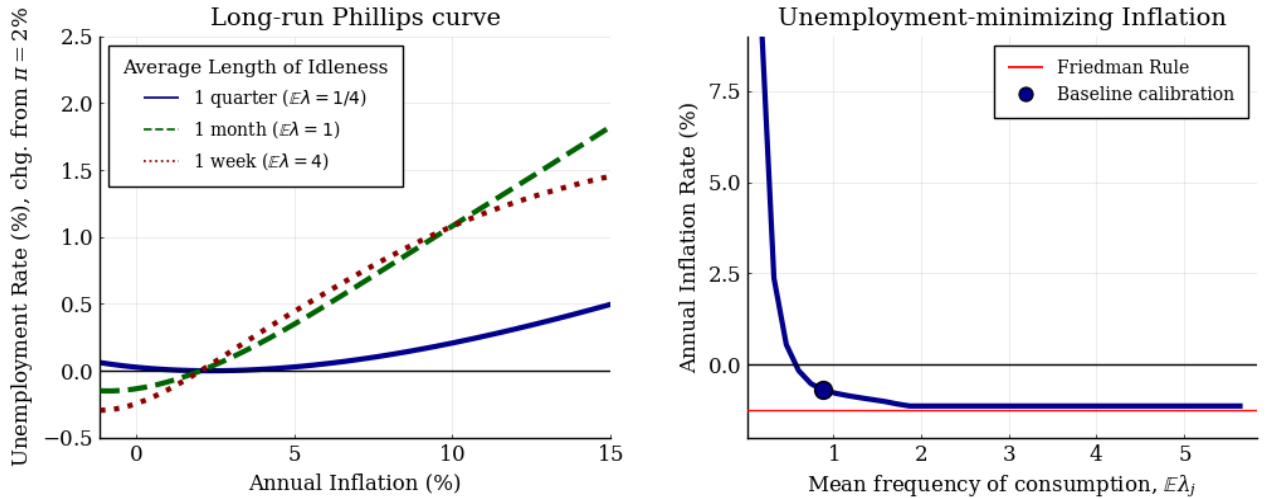 Long-run Phillips curve
Unemployment Rate (%), chg. from π = 2%
2.5
2.0
1.5
1.0
0.5
0.0
−0.5
Average Length of Idleness
1 quarter (𝔼λ = 1/4)
1 month (𝔼λ = 1)
1 week (𝔼λ = 4)
0
5
10
15
Annual Inflation (%)
Unemployment-minimizing Inflation
Annual Inflation Rate (%)
7.5
5.0
2.5
0.0
Friedman Rule
Baseline calibration
1
2
3
4
5
Mean frequency of consumption, 𝔼λⱼ